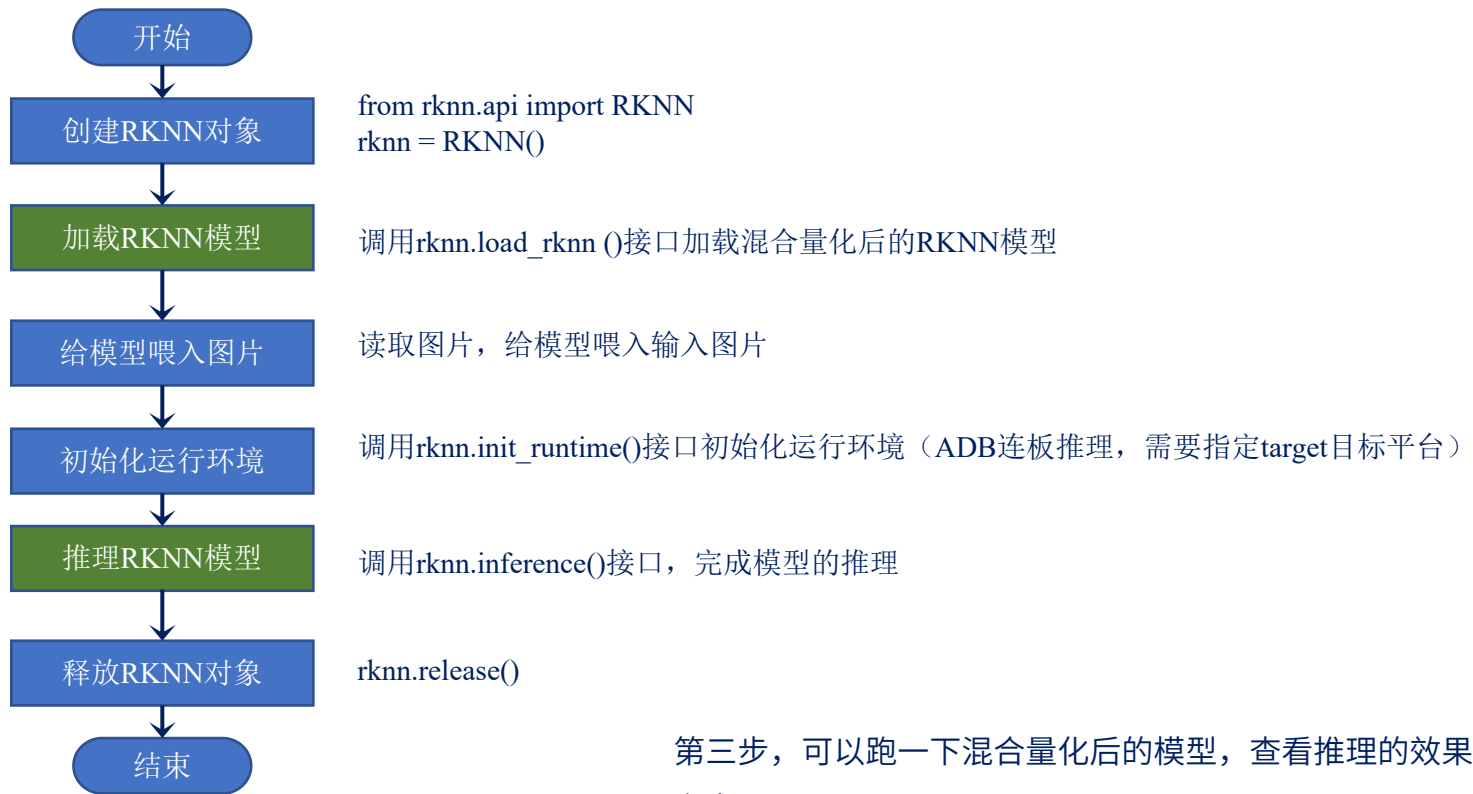 开始
创建RKNN对象
from rknn.api import RKNN
rknn = RKNN()
加载RKNN模型
调用rknn.load_rknn ()接口加载混合量化后的RKNN模型
给模型喂入图片
读取图片，给模型喂入输入图片
初始化运行环境
调用rknn.init_runtime()接口初始化运行环境（ADB连板推理，需要指定target目标平台）
推理RKNN模型
调用rknn.inference()接口，完成模型的推理
释放RKNN对象
rknn.release()
结束
第三步，可以跑一下混合量化后的模型，查看推理的效果